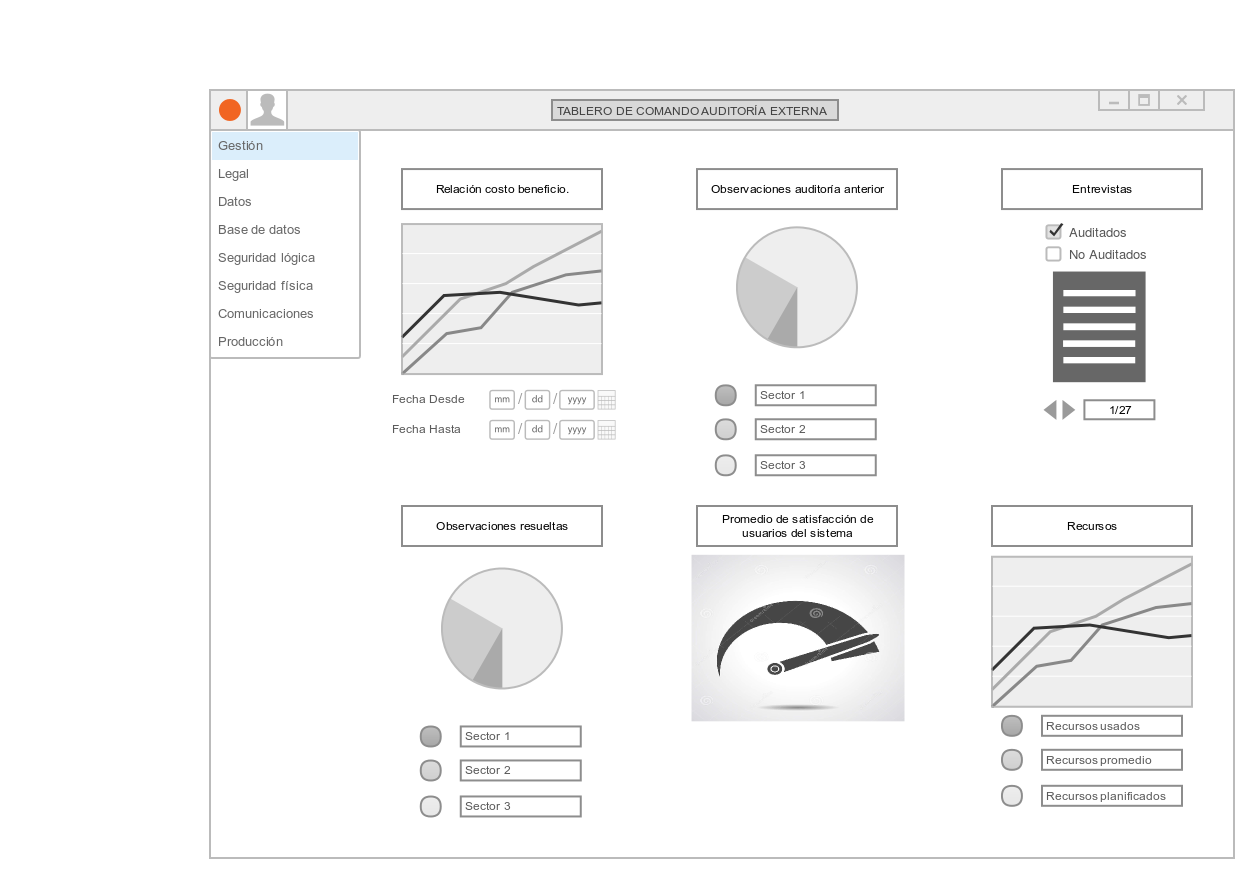 TABLERO DE COMANDO AUDITORÍA EXTERNA
Gestión
Legal
Datos
Base de datos
Seguridad lógica
Seguridad física
Comunicaciones
Producción
Relación costo beneficio.
Fecha Desde mm / dd / yyyy
Fecha Hasta mm / dd / yyyy
Observaciones auditoría anterior
Sector 1
Sector 2
Sector 3
Entrevistas
Auditados
No Auditados
1/27
Observaciones resueltas
Sector 1
Sector 2
Sector 3
Promedio de satisfacción de
usuarios del sistema
Recursos
Recursos usados
Recursos promedio
Recursos planificados